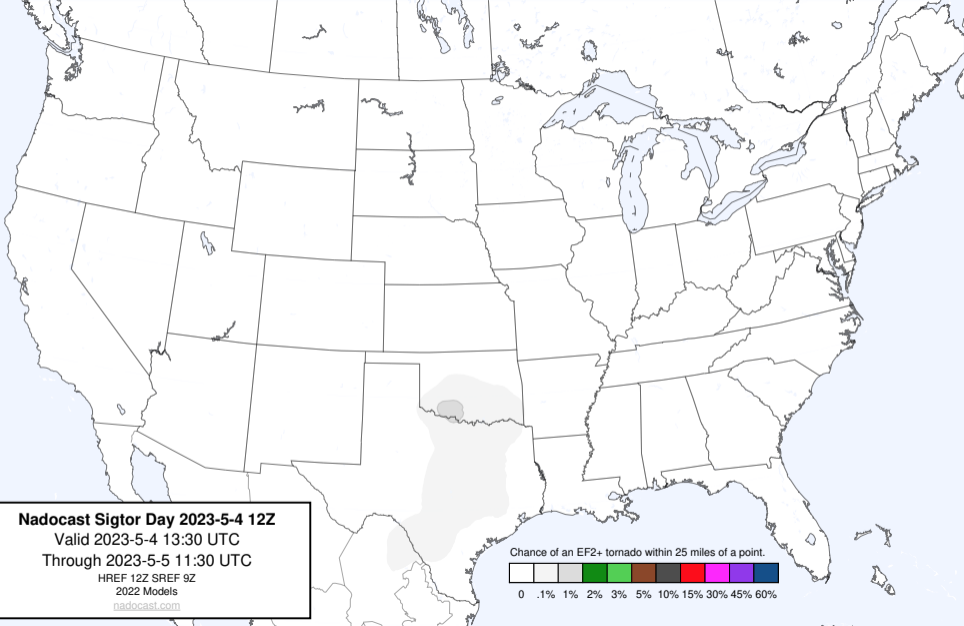 Nadocast Sigtor Day 2023-5-4 12Z
Valid 2023-5-4 13:30 UTC
Through 2023-5-5 11:30 UTC
HREF 12Z SREF 9Z
2022 Models
nadocast.com
Chance of an EF2+ tornado within 25 miles of a point.
0 .1% 1% 2% 3% 5% 10% 15% 30% 45% 60%